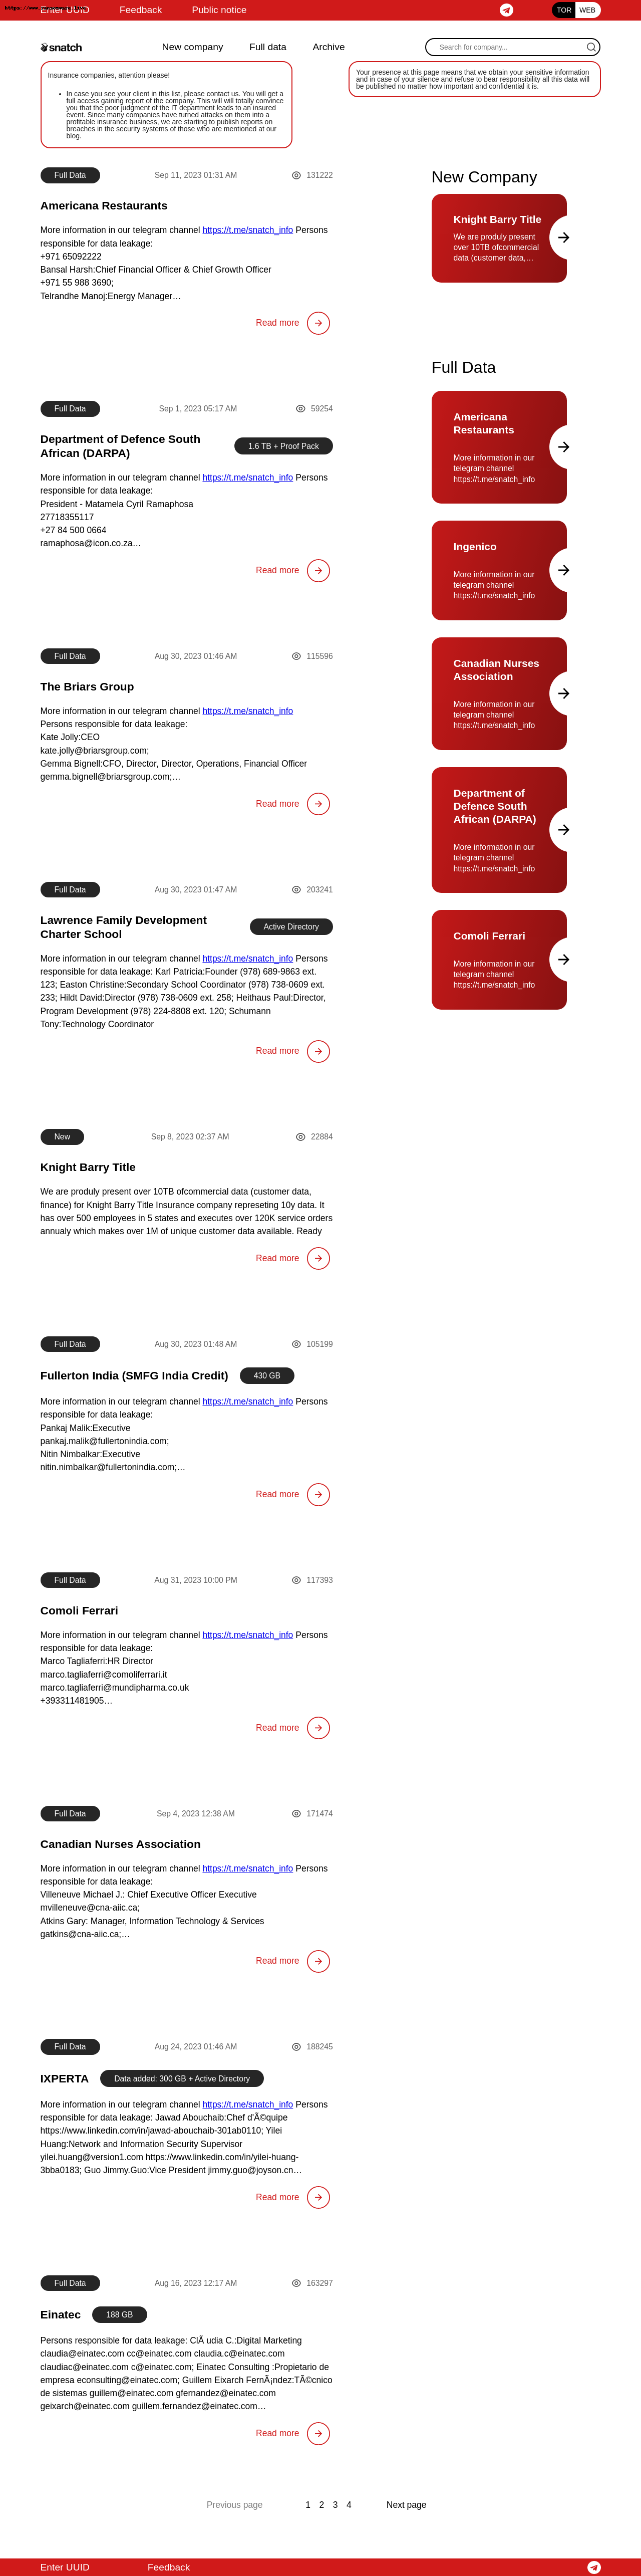 Enter UUID Feedback Public notice TOR WEB
snatch New company Full data Archive Search for company...
Insurance companies, attention please!
In case you see your client in this list, please contact us. You will get a
full access gaining report of the company. This will will totally convince
you that the poor judgment of the IT department leads to an insured
event. Since many companies have turned attacks on them into a
profitable insurance business, we are starting to publish reports on
breaches in the security systems of those who are mentioned at our
blog.
Your presence at this page means that we obtain your sensitive information
and in case of your silence and refuse to bear responsibility all this data will
be published no matter how important and confidential it is.
Full Data Sep 11, 2023 01:31 AM 131222
Americana Restaurants
More information in our telegram channel https://t.me/snatch_info Persons
responsible for data leakage:
+971 65092222
Bansal Harsh:Chief Financial Officer & Chief Growth Officer
+971 55 988 3690;
Telrandhe Manoj:Energy Manager…
Read more
Full Data Sep 1, 2023 05:17 AM 59254
Department of Defence South
African (DARPA)
1.6 TB + Proof Pack
More information in our telegram channel https://t.me/snatch_info Persons
responsible for data leakage:
President - Matamela Cyril Ramaphosa
27718355117
+27 84 500 0664
ramaphosa@icon.co.za…
Read more
Full Data Aug 30, 2023 01:46 AM 115596
The Briars Group
More information in our telegram channel https://t.me/snatch_info
Persons responsible for data leakage:
Kate Jolly:CEO
kate.jolly@briarsgroup.com;
Gemma Bignell:CFO, Director, Director, Operations, Financial Officer
gemma.bignell@briarsgroup.com;…
Read more
Full Data Aug 30, 2023 01:47 AM 203241
Lawrence Family Development
Charter School
Active Directory
More information in our telegram channel https://t.me/snatch_info Persons
responsible for data leakage: Karl Patricia:Founder (978) 689-9863 ext.
123; Easton Christine:Secondary School Coordinator (978) 738-0609 ext.
233; Hildt David:Director (978) 738-0609 ext. 258; Heithaus Paul:Director,
Program Development (978) 224-8808 ext. 120; Schumann
Tony:Technology Coordinator
Read more
New Sep 8, 2023 02:37 AM 22884
Knight Barry Title
We are produly present over 10TB ofcommercial data (customer data,
finance) for Knight Barry Title Insurance company represeting 10y data. It
has over 500 employees in 5 states and executes over 120K service orders
annualy which makes over 1M of unique customer data available. All this Ready
Read more
Full Data Aug 30, 2023 01:48 AM 105199
Fullerton India (SMFG India Credit) 430 GB
More information in our telegram channel https://t.me/snatch_info Persons
responsible for data leakage:
Pankaj Malik:Executive
pankaj.malik@fullertonindia.com;
Nitin Nimbalkar:Executive
nitin.nimbalkar@fullertonindia.com;…
Read more
Full Data Aug 31, 2023 10:00 PM 117393
Comoli Ferrari
More information in our telegram channel https://t.me/snatch_info Persons
responsible for data leakage:
Marco Tagliaferri:HR Director
marco.tagliaferri@comoliferrari.it
marco.tagliaferri@mundipharma.co.uk
+393311481905…
Read more
Full Data Sep 4, 2023 12:38 AM 171474
Canadian Nurses Association
More information in our telegram channel https://t.me/snatch_info Persons
responsible for data leakage:
Villeneuve Michael J.: Chief Executive Officer Executive
mvilleneuve@cna-aiic.ca;
Atkins Gary: Manager, Information Technology & Services
gatkins@cna-aiic.ca;…
Read more
Full Data Aug 24, 2023 01:46 AM 188245
IXPERTA Data added: 300 GB + Active Directory
More information in our telegram channel https://t.me/snatch_info Persons
responsible for data leakage: Jawad Abouchaib:Chef d'Ã©quipe
https://www.linkedin.com/in/jawad-abouchaib-301ab0110; Yilei
Huang:Network and Information Security Supervisor
yilei.huang@version1.com https://www.linkedin.com/in/yilei-huang-
3bba0183; Guo Jimmy.Guo:Vice President jimmy.guo@joyson.cn…
Read more
Full Data Aug 16, 2023 12:17 AM 163297
Einatec 188 GB
Persons responsible for data leakage: ClÃ udia C.:Digital Marketing
claudia@einatec.com cc@einatec.com claudia.c@einatec.com
claudiac@einatec.com c@einatec.com; Einatec Consulting :Propietario de
empresa econsulting@einatec.com; Guillem Eixarch FernÃ¡ndez:TÃ©cnico
de sistemas guillem@einatec.com gfernandez@einatec.com
geixarch@einatec.com guillem.fernandez@einatec.com…
Read more
New Company
Knight Barry Title
We are produly present
over 10TB ofcommercial
data (customer data,…
Full Data
Americana
Restaurants
More information in our
telegram channel
https://t.me/snatch_info
Ingenico
More information in our
telegram channel
https://t.me/snatch_info
Canadian Nurses
Association
More information in our
telegram channel
https://t.me/snatch_info
Department of
Defence South
African (DARPA)
More information in our
telegram channel
https://t.me/snatch_info
Comoli Ferrari
More information in our
telegram channel
https://t.me/snatch_info
Previous page 1 2 3 4 Next page
Enter UUID Feedback